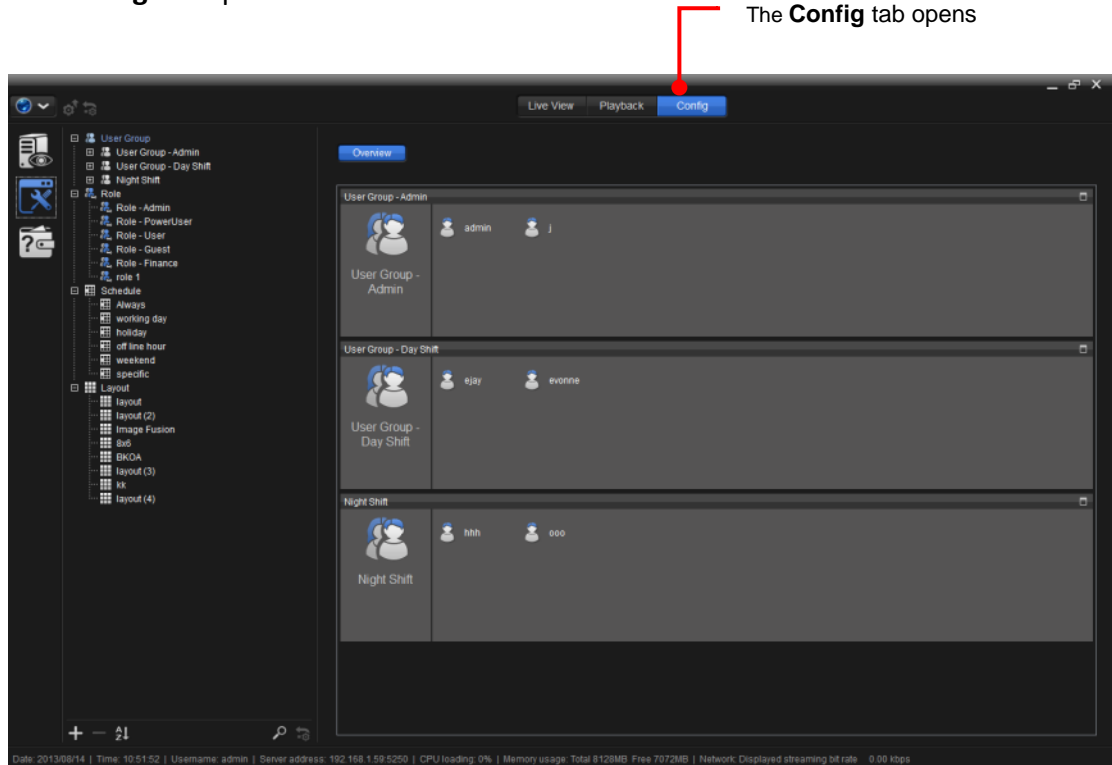 The Config tab opens
Live View Playback Config
User Group
User Group - Admin
User Group - Day Shift
Night Shift
Role
Role - Admin
Role - PowerUser
Role - User
Role - Guest
Role - Finance
role 1
Schedule
Always
working day
holiday
off line hour
weekend
specific
Layout
layout
layout (2)
Image Fusion
8x6
BKOA
layout (3)
kk
layout (4)
Overview
User Group - Admin
admin j
User Group -
Admin
User Group - Day Shift
ejay evonne
User Group -
Day Shift
Night Shift
hhh ooo
Night Shift
Date: 2013/08/14 | Time: 10:51:52 | Username: admin | Server address: 192.168.1.59:5250 | CPU loading: 0% | Memory usage: Total 8128MB Free 7072MB | Network: Displayed streaming bit rate 0.00 kbps